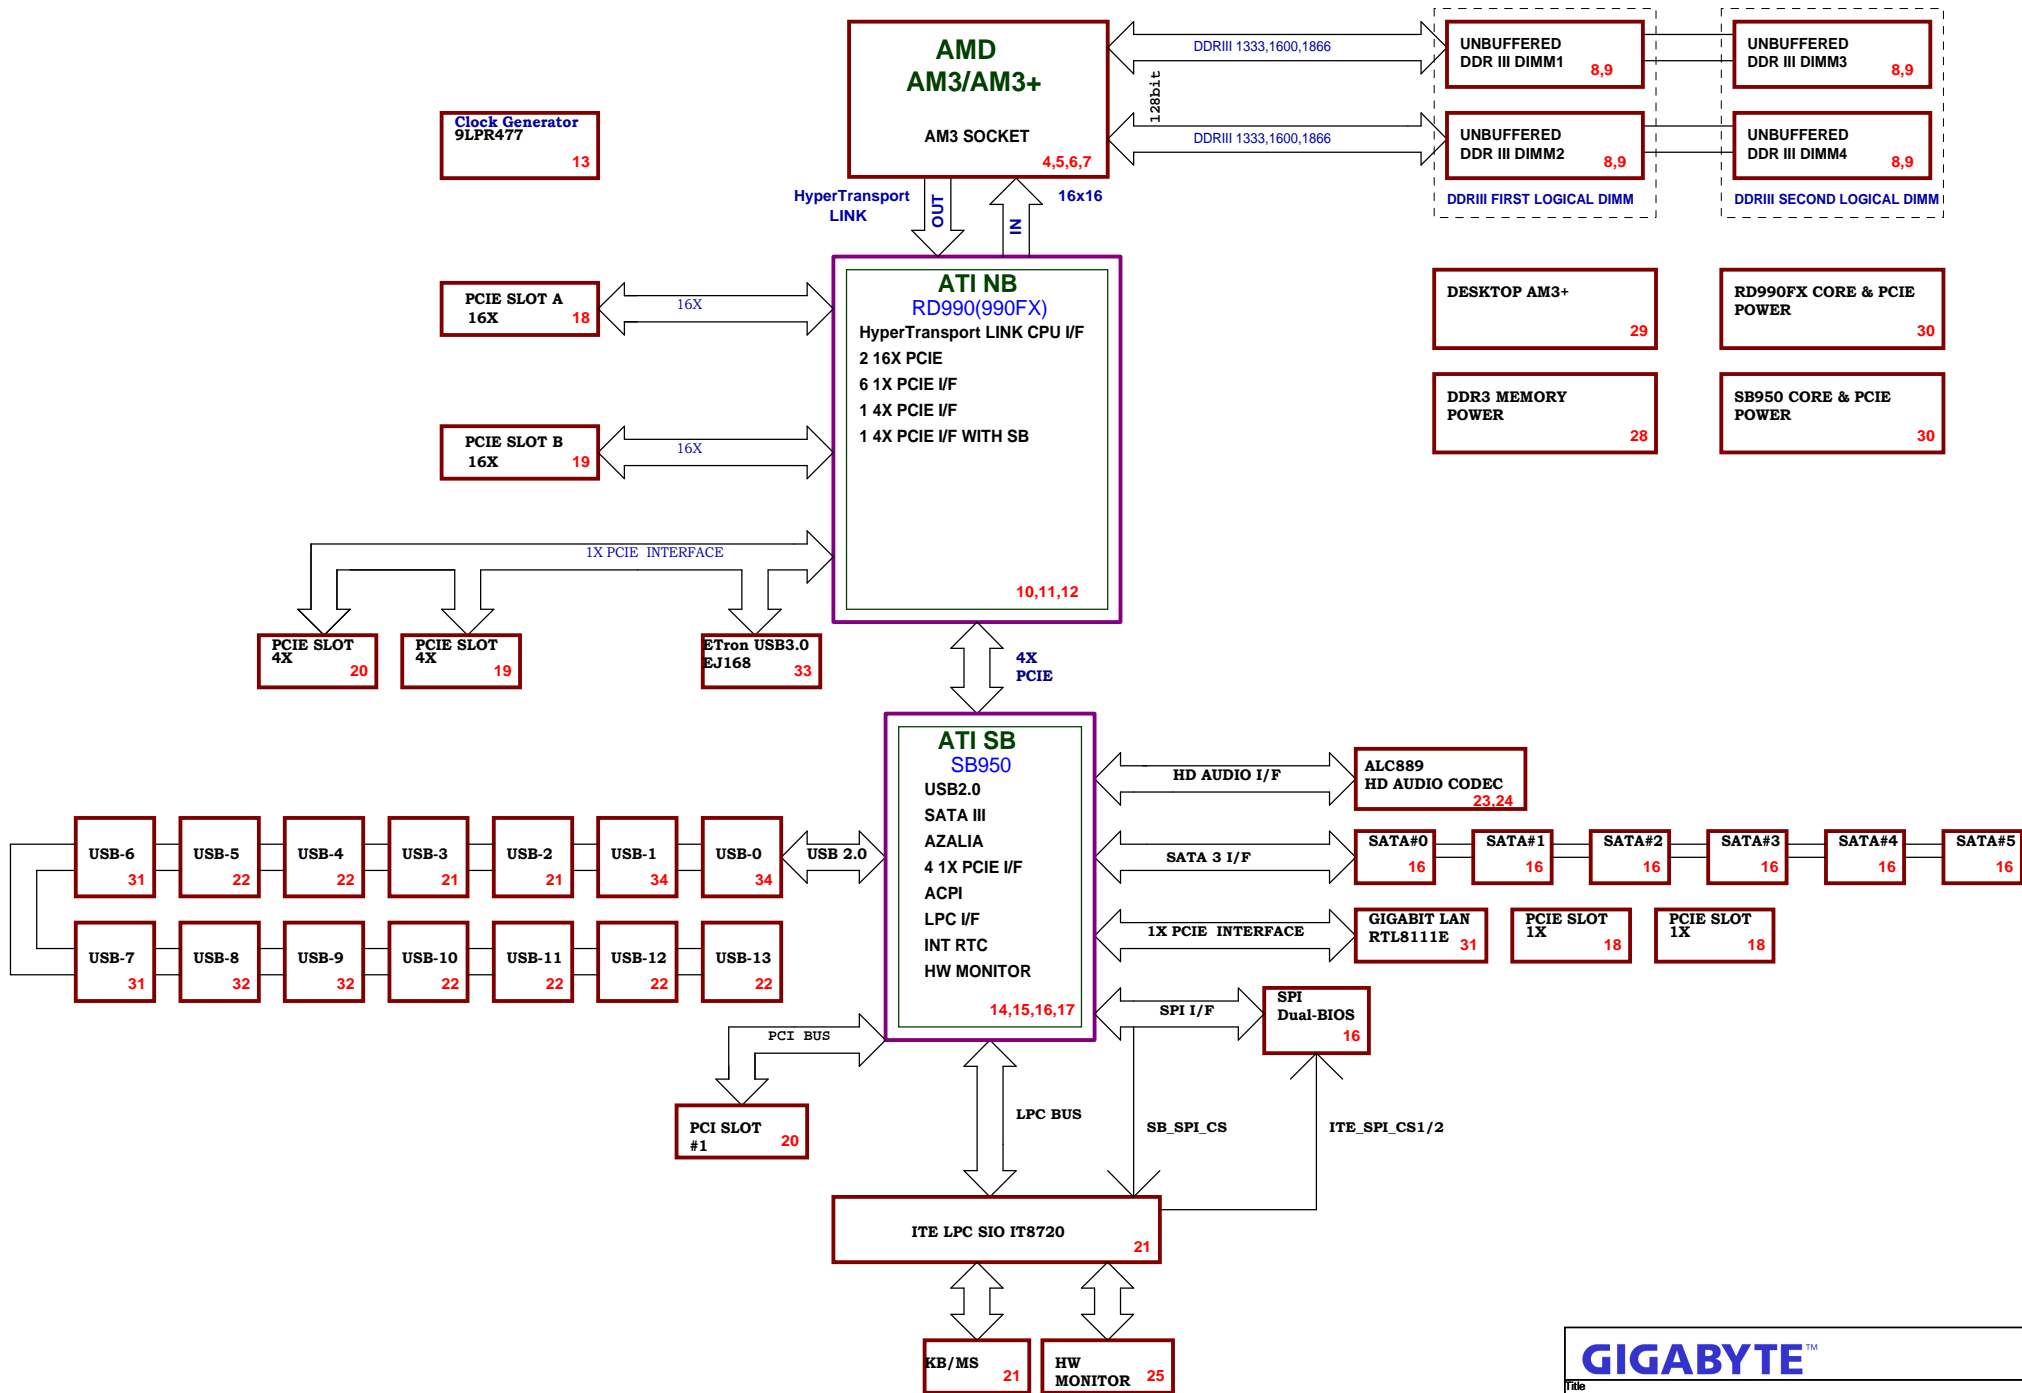 AMD
AM3/AM3+
AM3 SOCKET
4,5,6,7
DDRIII 1333,1600,1866
128bit
DDRIII 1333,1600,1866
UNBUFFERED
DDR III DIMM1
8,9
UNBUFFERED
DDR III DIMM3
8,9
UNBUFFERED
DDR III DIMM2
8,9
UNBUFFERED
DDR III DIMM4
8,9
DDRIII FIRST LOGICAL DIMM
DDRIII SECOND LOGICAL DIMM
Clock Generator
9LPR477
13
HyperTransport
LINK
OUT
IN
16x16
ATI NB
RD990(990FX)
HyperTransport LINK CPU I/F
2 16X PCIE
6 1X PCIE I/F
1 4X PCIE I/F
1 4X PCIE I/F WITH SB
10,11,12
PCIE SLOT A
16X
18
16X
PCIE SLOT B
16X
19
16X
DESKTOP AM3+
29
RD990FX CORE & PCIE
POWER
30
DDR3 MEMORY
POWER
28
SB950 CORE & PCIE
POWER
30
1X PCIE INTERFACE
PCIE SLOT
4X
20
PCIE SLOT
4X
19
ETron USB3.0
EJ168
33
4X
PCIE
ATI SB
SB950
USB2.0
SATA III
AZALIA
4 1X PCIE I/F
ACPI
LPC I/F
INT RTC
HW MONITOR
14,15,16,17
HD AUDIO I/F
ALC889
HD AUDIO CODEC
23,24
USB-6
31
USB-5
22
USB-4
22
USB-3
21
USB-2
21
USB-1
34
USB-0
34
USB 2.0
SATA 3 I/F
SATA#0
16
SATA#1
16
SATA#2
16
SATA#3
16
SATA#4
16
SATA#5
16
USB-7
31
USB-8
32
USB-9
32
USB-10
22
USB-11
22
USB-12
22
USB-13
22
1X PCIE INTERFACE
GIGABIT LAN
RTL8111E
31
PCIE SLOT
1X
18
PCIE SLOT
1X
18
SPI I/F
SPI
Dual-BIOS
16
PCI BUS
PCI SLOT
#1
20
LPC BUS
SB_SPI_CS
ITE_SPI_CS1/2
ITE LPC SIO IT8720
21
KB/MS
21
HW
MONITOR
25
GIGABYTE™
Title